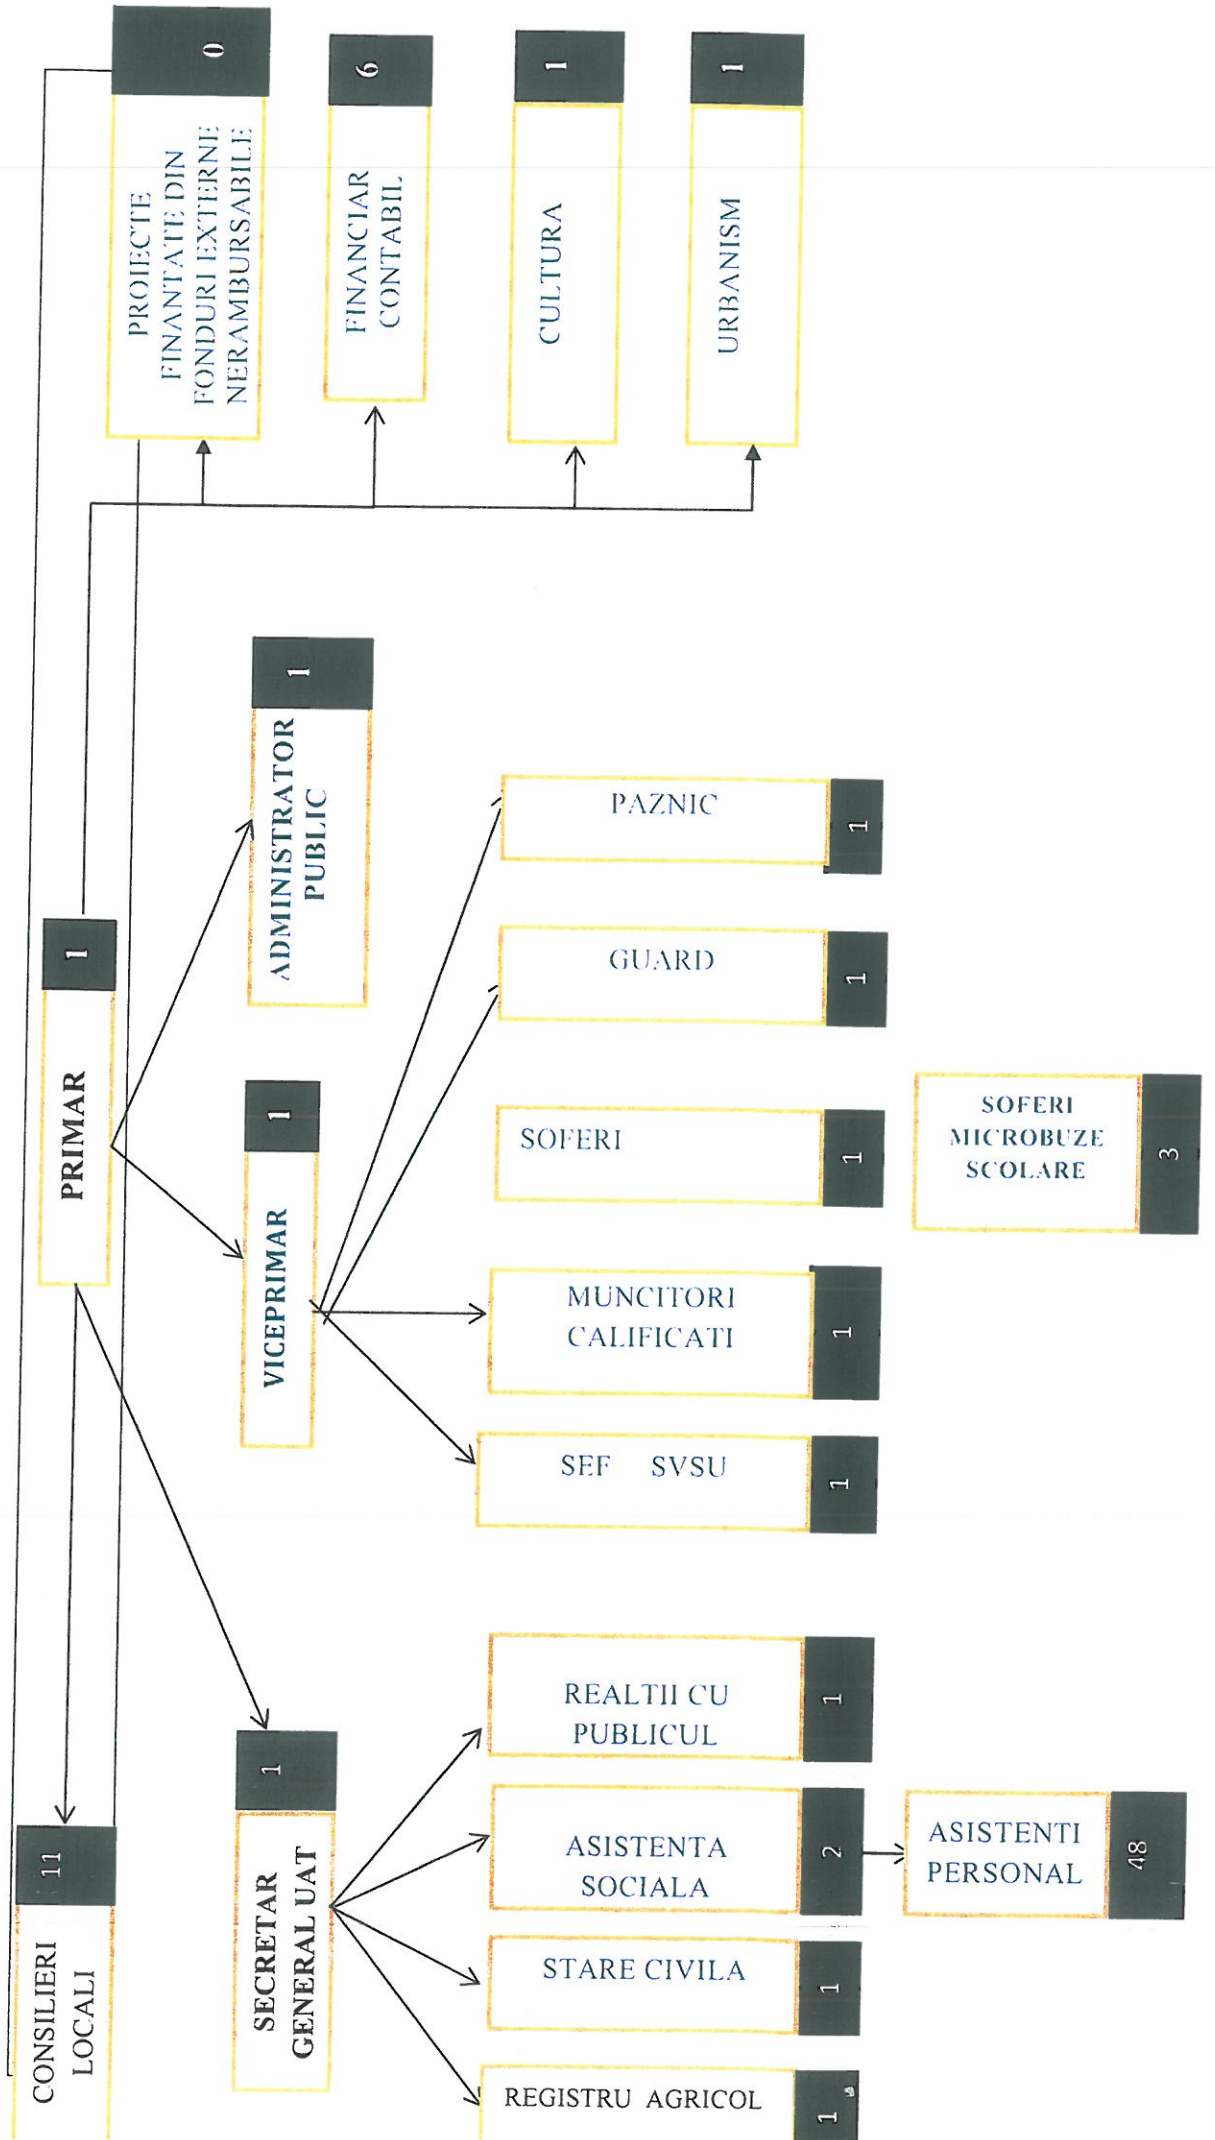 PROIECTE
FINANTATE DIN
FONDURI EXTERNE
NERAMBURSABILE
0
FINANCIAR
CONTABIL
6
CULTURA
1
URBANISM
1
PRIMAR
1
ADMINISTRATOR
PUBLIC
1
VICEPRIMAR
1
PAZNIC
1
GUARD
1
SOFERI
1
SOFERI
MICROBUZE
SCOLARE
3
MUNCITORI
CALIFICATI
1
SEF SVSU
1
CONSILIERI
LOCALI
11
SECRETAR
GENERAL UAT
1
REALTII CU
PUBLICUL
1
ASISTENTA
SOCIALA
2
ASISTENTI
PERSONAL
48
STARE CIVILA
1
REGISTRU AGRICOL
1